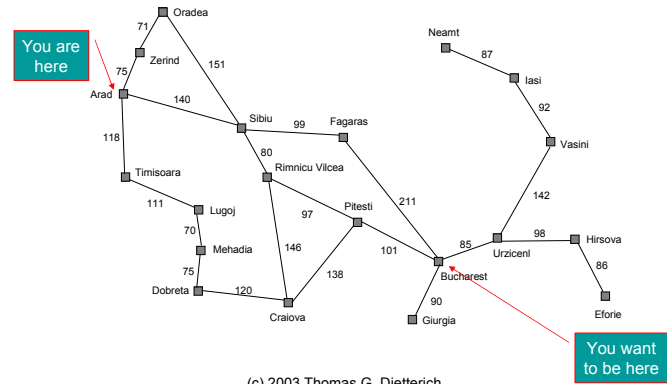 Oradea
Neamt
71
You are
here
87
Zerind
Iasi
75
151
Arad
140
92
Sibiu
Fagaras
99
118
Vasini
80
Rimnicu Vilcea
Timisoara
111
211
142
Lugoj
97
Pitesti
70
98
Hirsova
85
Mehadia
146
101
Urzicenl
75
138
86
Bucharest
Dobreta
120
90
Craiova
Eforie
Giurgia
You want
to be here
(c) 2003 Thomas G. Dietterich